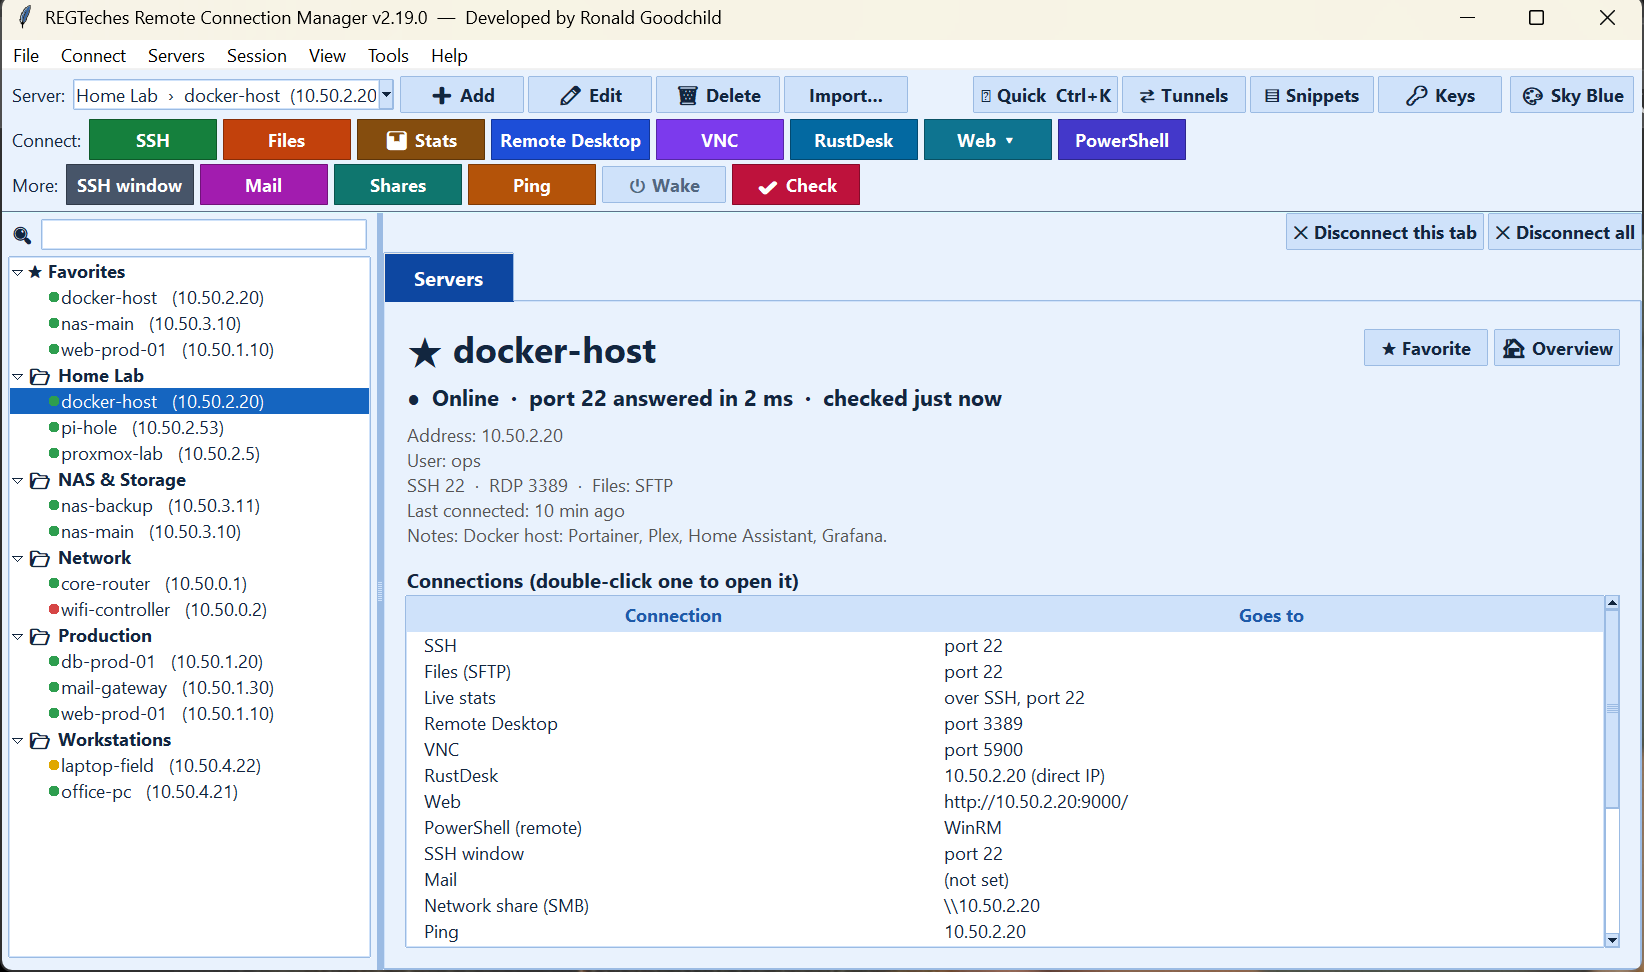 REGTeches Remote Connection Manager v2.19.0 — Developed by Ronald Goodchild
File Connect Servers Session View Tools Help
Server: Home Lab › docker-host (10.50.2.20 Add Edit Delete Import... Quick Ctrl+K Tunnels Snippets Keys Sky Blue
Connect: SSH Files Stats Remote Desktop VNC RustDesk Web PowerShell
More: SSH window Mail Shares Ping Wake Check
Disconnect this tab Disconnect all
Favorites
docker-host (10.50.2.20)
nas-main (10.50.3.10)
web-prod-01 (10.50.1.10)
Home Lab
docker-host (10.50.2.20)
pi-hole (10.50.2.53)
proxmox-lab (10.50.2.5)
NAS & Storage
nas-backup (10.50.3.11)
nas-main (10.50.3.10)
Network
core-router (10.50.0.1)
wifi-controller (10.50.0.2)
Production
db-prod-01 (10.50.1.20)
mail-gateway (10.50.1.30)
web-prod-01 (10.50.1.10)
Workstations
laptop-field (10.50.4.22)
office-pc (10.50.4.21)
Servers
★ docker-host
★ Favorite Overview
● Online · port 22 answered in 2 ms · checked just now
Address: 10.50.2.20
User: ops
SSH 22 · RDP 3389 · Files: SFTP
Last connected: 10 min ago
Notes: Docker host: Portainer, Plex, Home Assistant, Grafana.
Connections (double-click one to open it)
Connection Goes to
SSH port 22
Files (SFTP) port 22
Live stats over SSH, port 22
Remote Desktop port 3389
VNC port 5900
RustDesk 10.50.2.20 (direct IP)
Web http://10.50.2.20:9000/
PowerShell (remote) WinRM
SSH window port 22
Mail (not set)
Network share (SMB) \\10.50.2.20
Ping 10.50.2.20